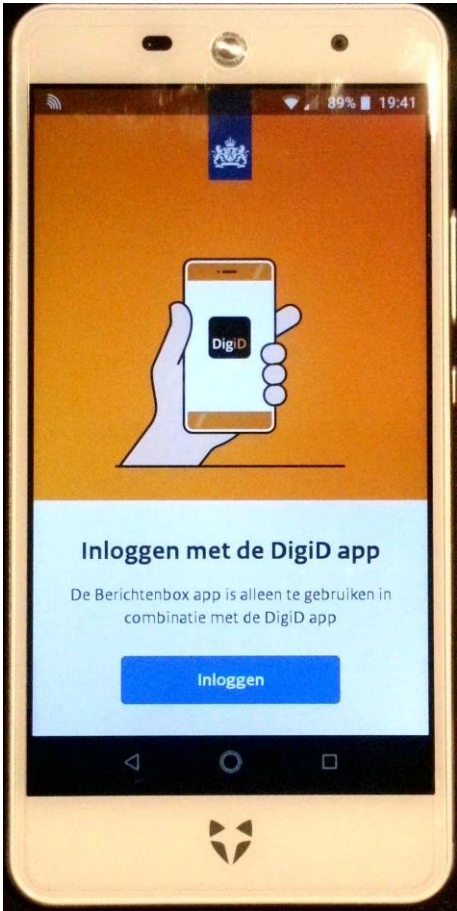 89% 19:41
DigiD
Inloggen met de DigiD app
De Berichtenbox app is alleen te gebruiken in
combinatie met de DigiD app
Inloggen